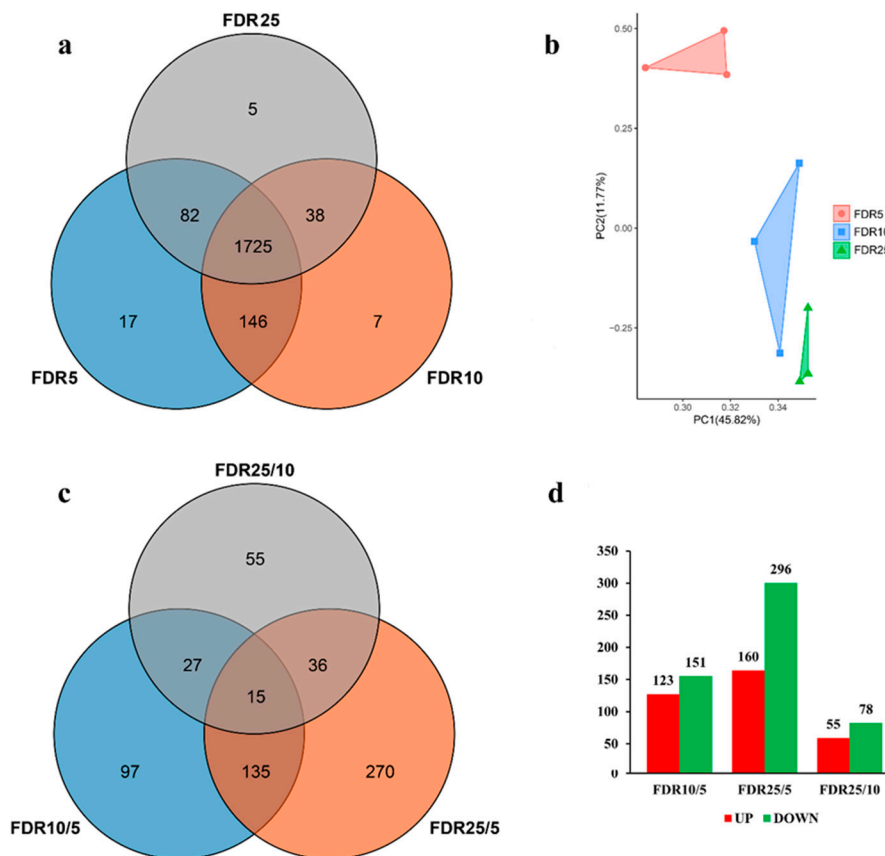 a
FDR25
5
82
38
1725
17
146
7
FDR5
FDR10
b
0.50
0.25
0.00
-0.25
PC2(11.77%)
0.30
0.32
0.34
PC1(45.82%)
FDR5
FDR10
FDR25
c
FDR25/10
55
27
36
15
97
135
270
FDR10/5
FDR25/5
d
350
300
250
200
150
100
50
0
123
151
160
296
55
78
FDR10/5
FDR25/5
FDR25/10
UP
DOWN